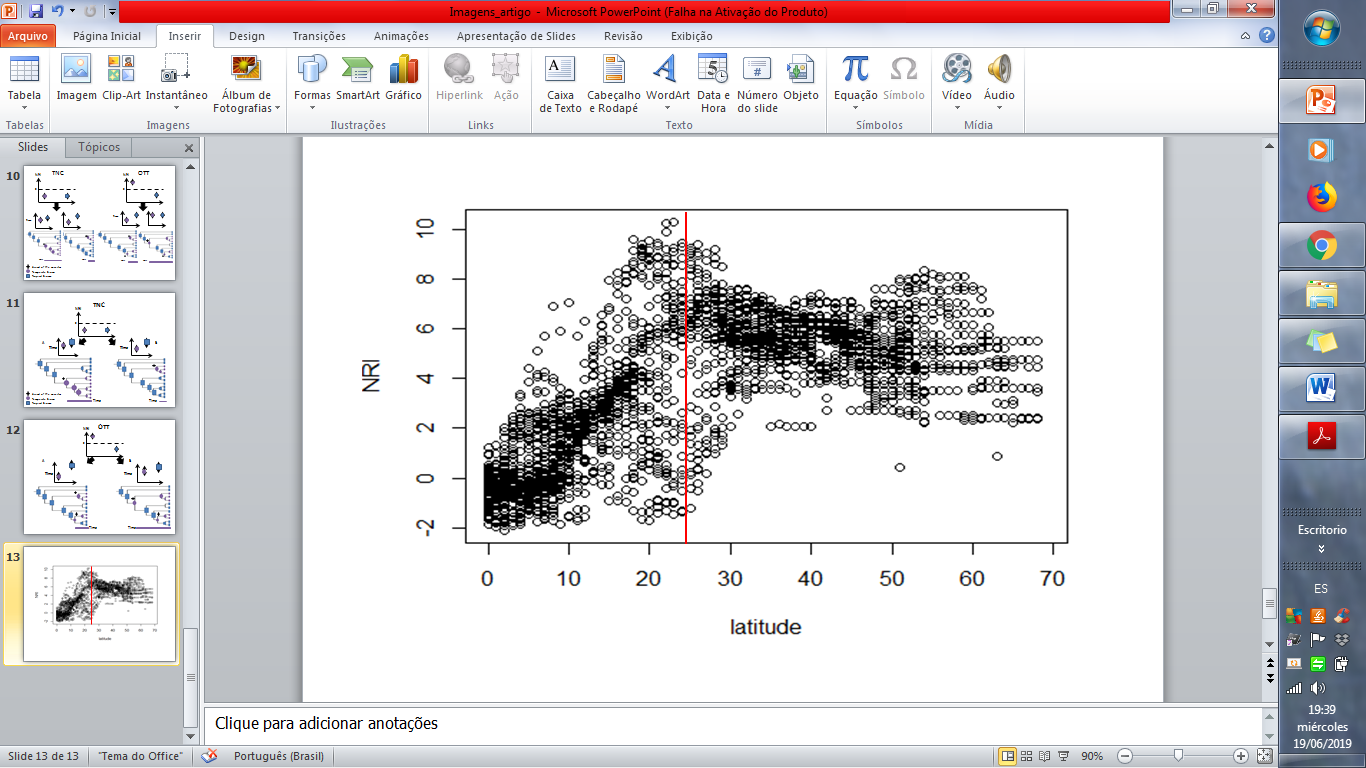 Imagens_artigo - Microsoft PowerPoint (Falha na Ativação do Produto)
Arquivo Página Inicial Inserir Design Transições Animações Apresentação de Slides Revisão Exibição
Tabela
Imagem
Clip-Art
Instantâneo
Álbum de
Fotografias
Formas
SmartArt
Gráfico
Hiperlink
Ação
Caixa
de Texto
Cabeçalho
e Rodapé
WordArt
Data e
Hora
Número
do slide
Objeto
Equação
Símbolo
Vídeo
Áudio
Tabelas Imagens Ilustrações Links Texto Símbolos Mídia
Slides Tópicos
10
TNC OTT
11
TNC
12
OTT
13
NRI
10
8
6
4
2
0
-2
0 10 20 30 40 50 60 70
latitude
Clique para adicionar anotações
Slide 13 de 13 "Tema do Office" Português (Brasil) 90%
Escritorio
ES
19:39
miércoles
19/06/2019